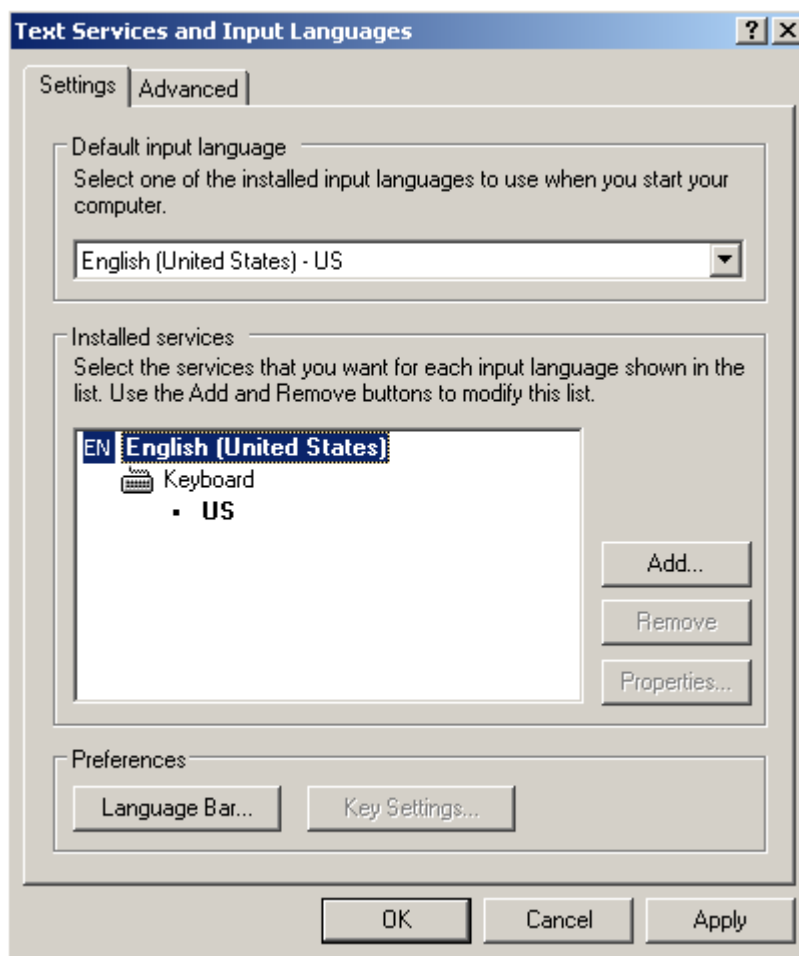 Text Services and Input Languages
Settings
Advanced
Default input language
Select one of the installed input languages to use when you start your
computer.
English (United States) - US
Installed services
Select the services that you want for each input language shown in the
list. Use the Add and Remove buttons to modify this list.
EN English (United States)
Keyboard
US
Add...
Remove
Properties...
Preferences
Language Bar...
Key Settings...
OK
Cancel
Apply